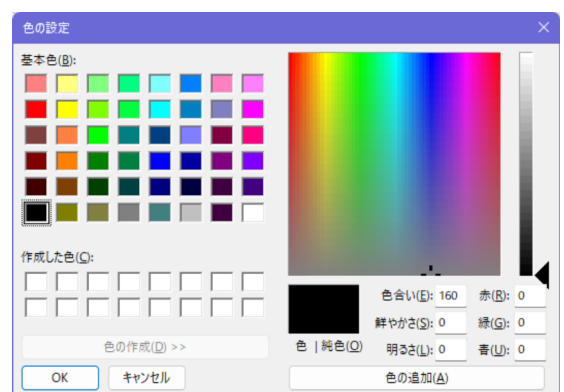 色の設定
基本色(B):
作成した色(C):
色の作成(D) >>
OK キャンセル
色 | 純色(O)
色合い(E): 160 赤(R): 0
鮮やかさ(S): 0 緑(G): 0
明るさ(L): 0 青(U): 0
色の追加(A)